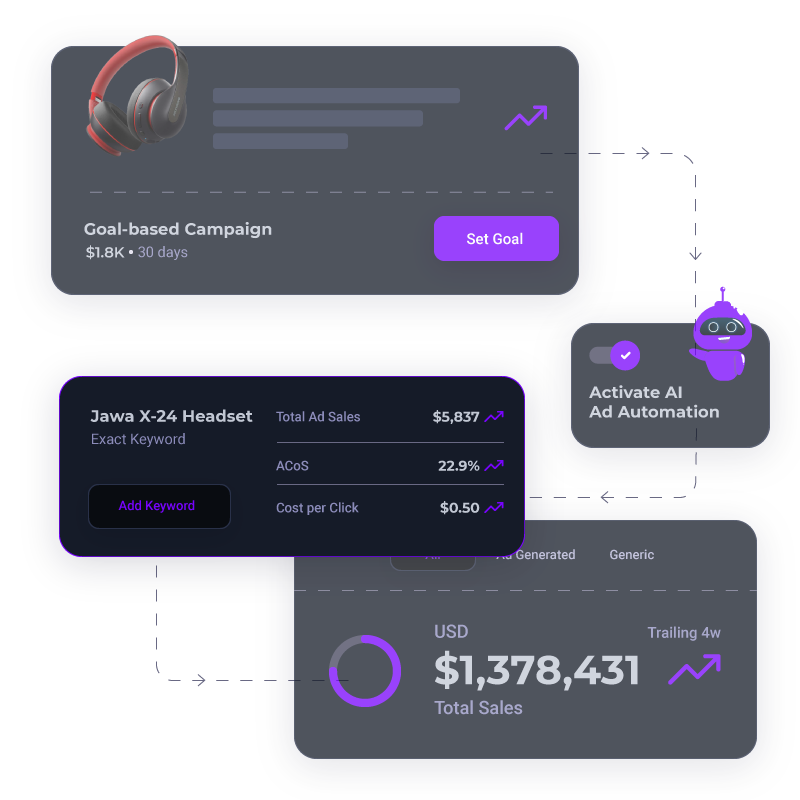 Goal-based Campaign
$1.8K • 30 days
Set Goal
Activate AI
Ad Automation
Jawa X-24 Headset
Exact Keyword
Add Keyword
Total Ad Sales $5,837
ACoS 22.9%
Cost per Click $0.50
Ad Generated Generic
USD Trailing 4w
$1,378,431
Total Sales